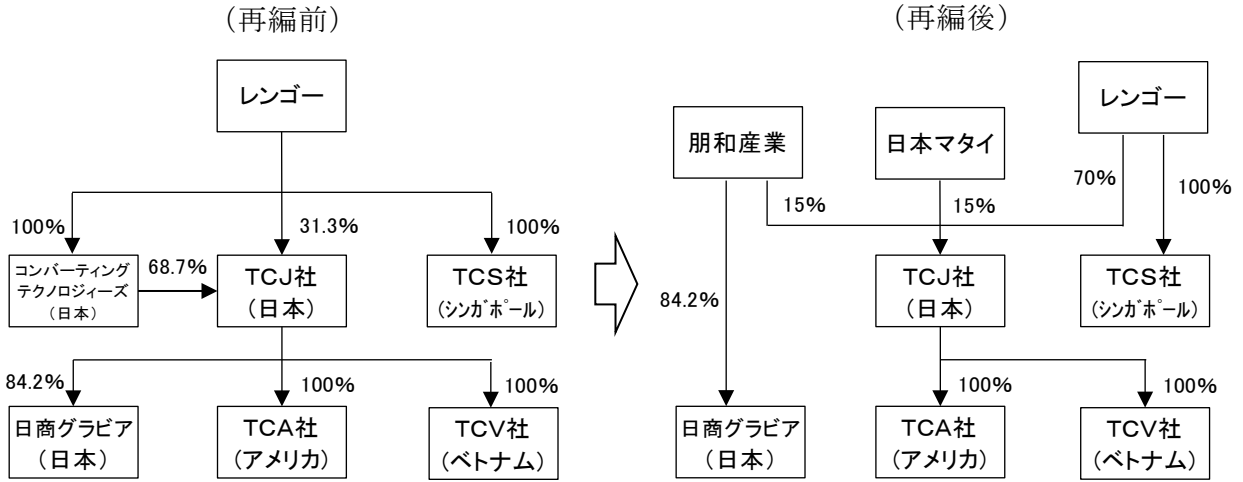 (再編前)
レンゴー
100%
31.3%
100%
コンバーティング
テクノロジィーズ
(日本)
68.7%
TCJ社
(日本)
TCS社
(シンガポール)
84.2%
100%
100%
日商グラビア
(日本)
TCA社
(アメリカ)
TCV社
(ベトナム)
(再編後)
レンゴー
朋和産業
日本マタイ
70%
100%
15%
15%
TCJ社
(日本)
TCS社
(シンガポール)
84.2%
100%
100%
日商グラビア
(日本)
TCA社
(アメリカ)
TCV社
(ベトナム)